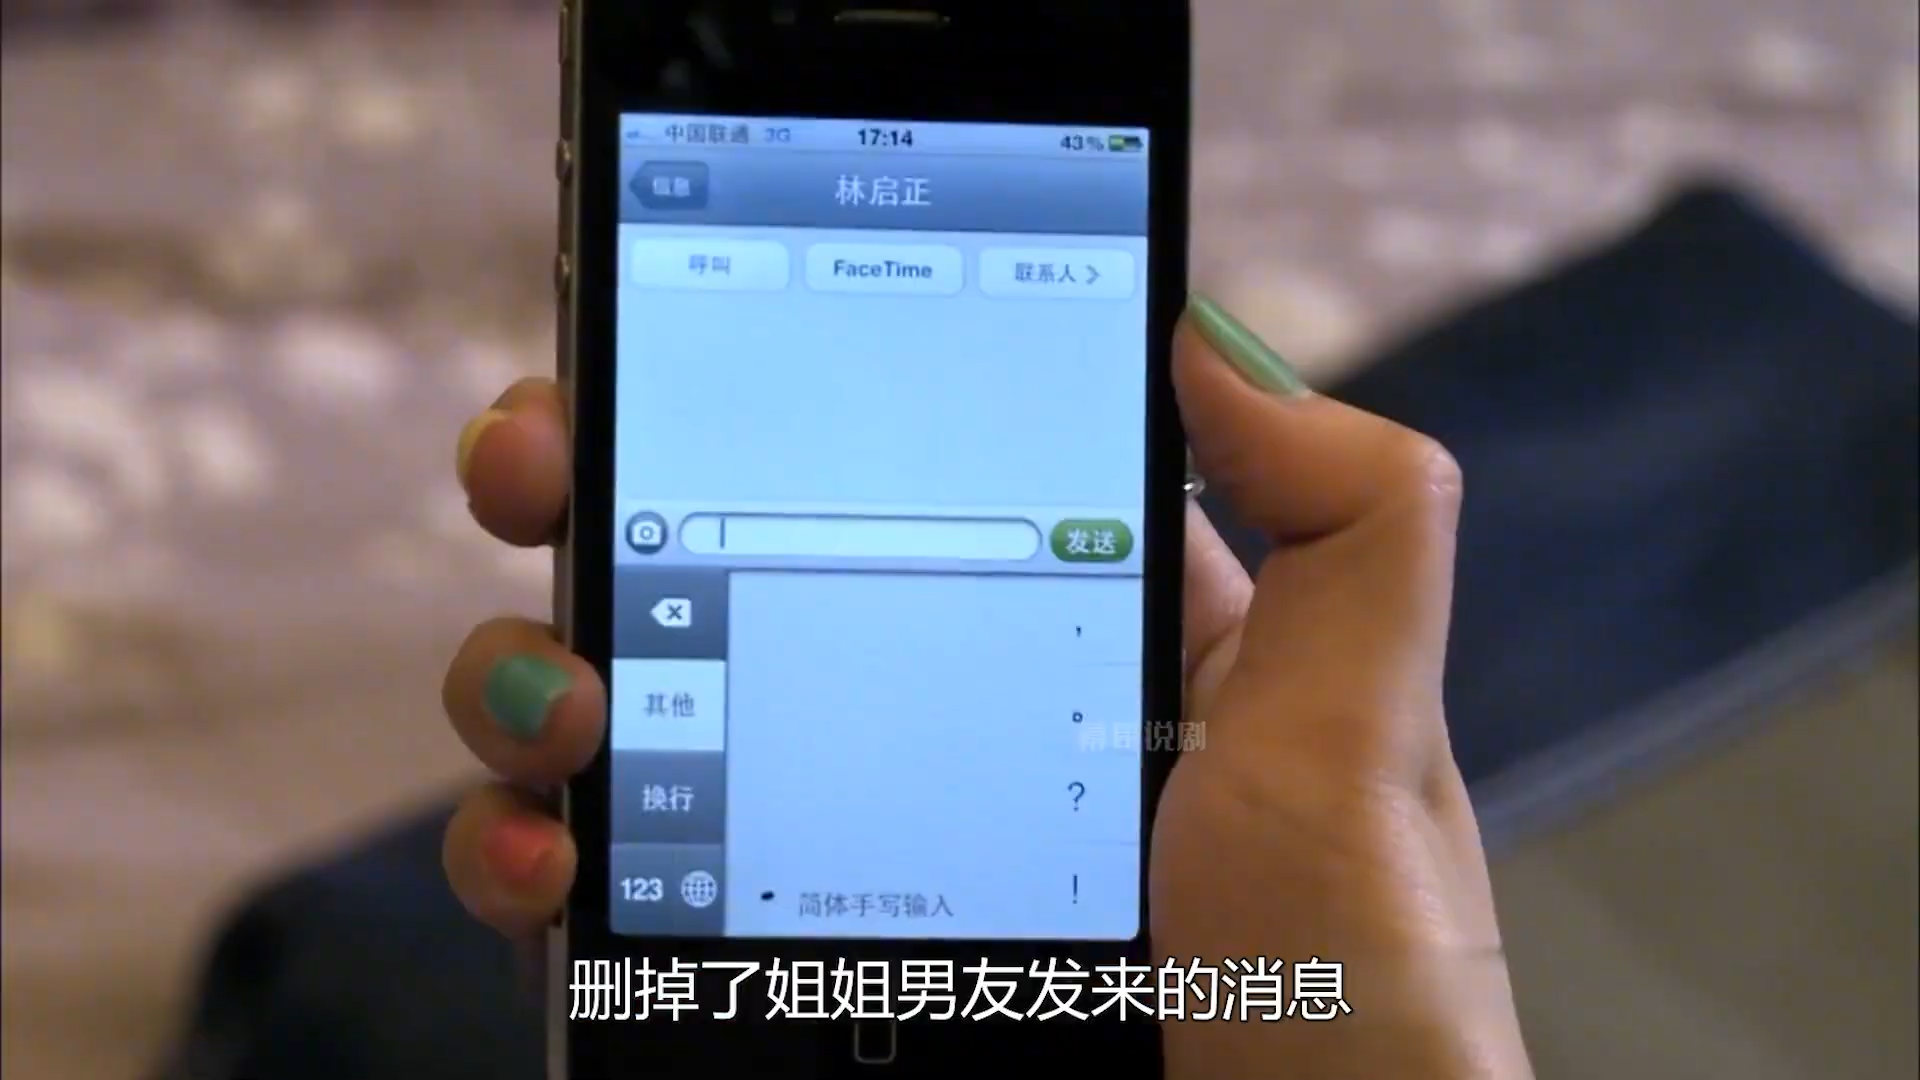 中国联通 3G 17:14 43%
信息 林启正
呼叫 FaceTime 联系人
发送
，
其他
。
说剧
换行
?
!
123 简体手写输入
删掉了姐姐男友发来的消息